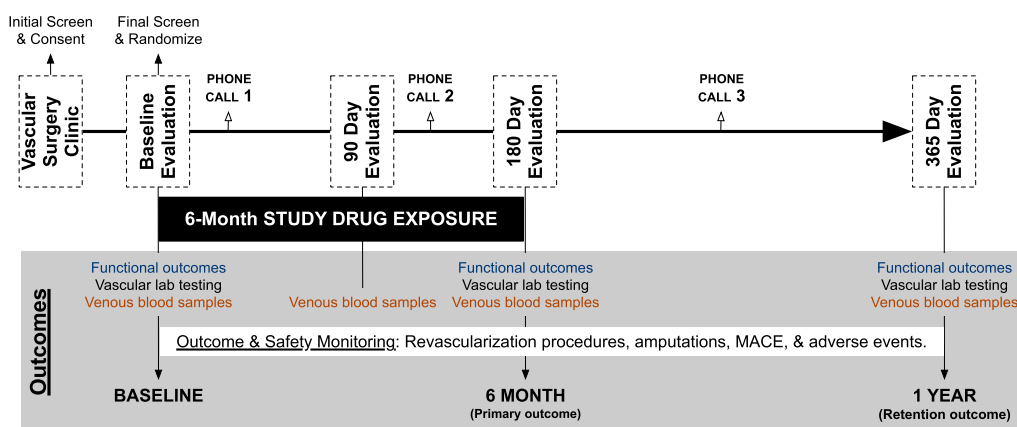 Initial Screen
& Consent
Final Screen
& Randomize
PHONE
CALL 1
PHONE
CALL 2
PHONE
CALL 3
Vascular
Surgery
Clinic
Baseline
Evaluation
90 Day
Evaluation
180 Day
Evaluation
365 Day
Evaluation
6-Month STUDY DRUG EXPOSURE
Outcomes
Functional outcomes
Vascular lab testing
Venous blood samples
Venous blood samples
Functional outcomes
Vascular lab testing
Venous blood samples
Functional outcomes
Vascular lab testing
Venous blood samples
Outcome & Safety Monitoring: Revascularization procedures, amputations, MACE, & adverse events.
BASELINE
6 MONTH
(Primary outcome)
1 YEAR
(Retention outcome)